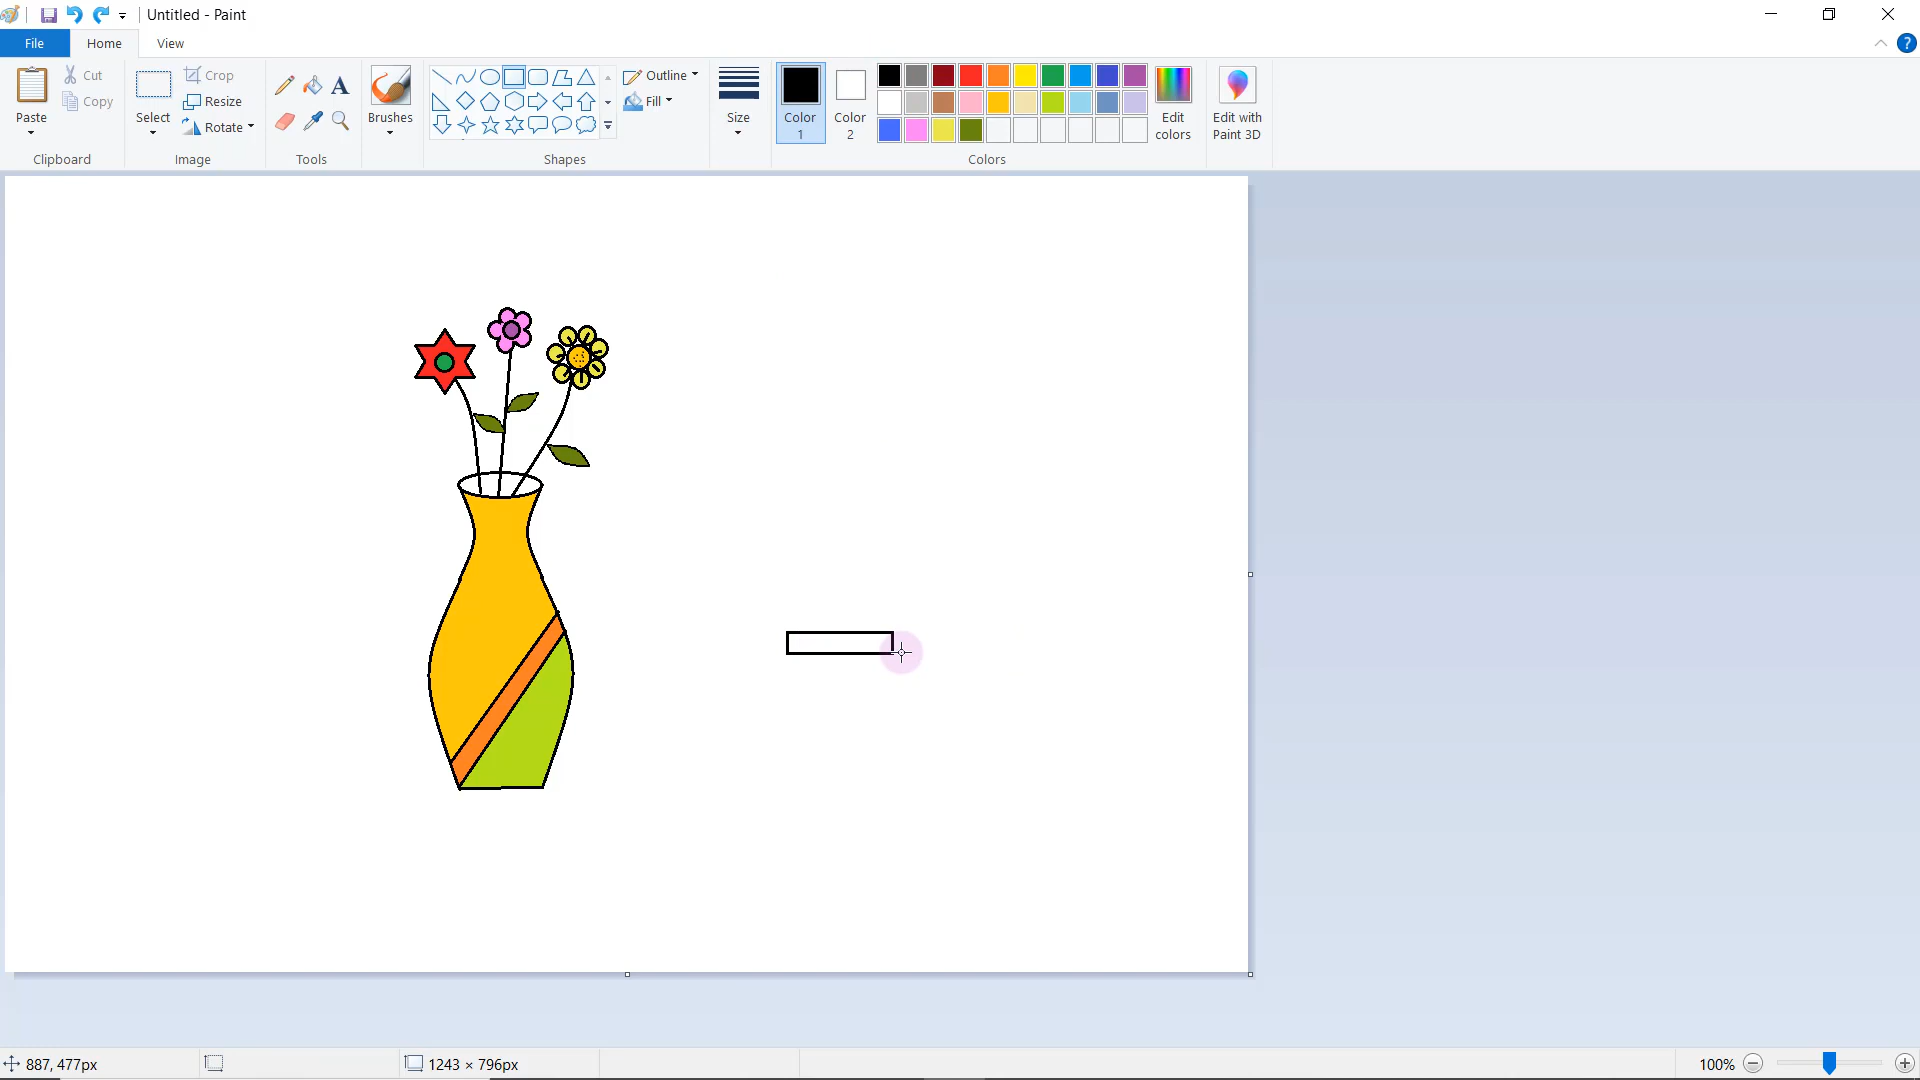 Untitled - Paint
File Home View
Paste Cut Copy Clipboard
Select Crop Resize Rotate Image
Tools
Brushes
Outline Fill Shapes
Size
Color 1 Color 2 Edit colors Colors
Edit with Paint 3D
887, 477px 1243 × 796px 100%